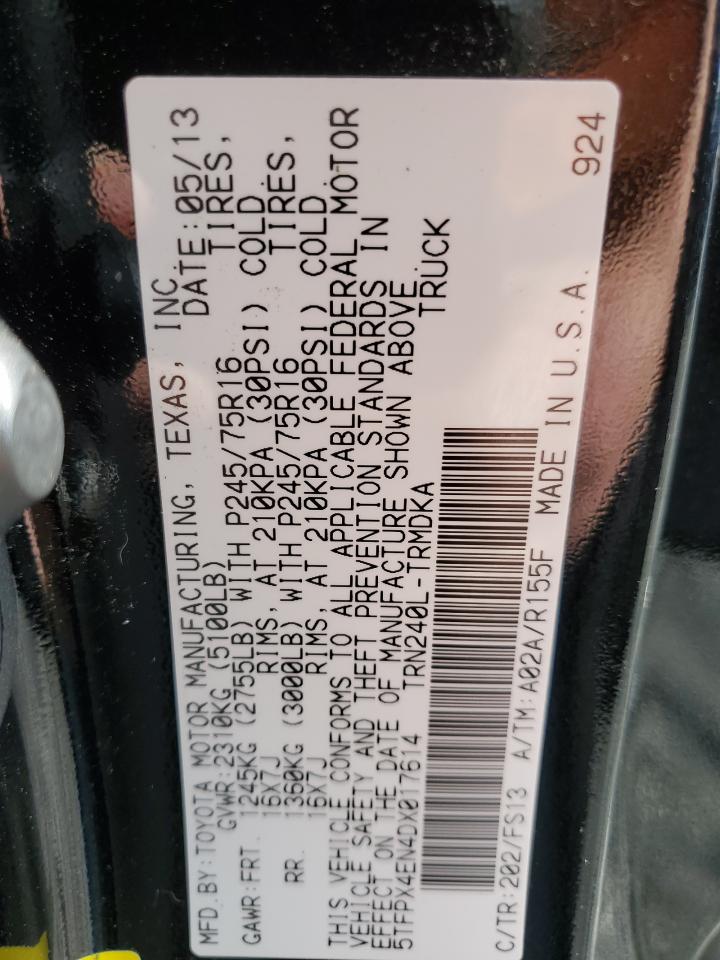 MFD.BY:TOYOTA MOTOR MANUFACTURING, TEXAS, INC.
GVWR:2310KG (5100LB) DATE:05/13
GAWR:FRT. 1245KG (2755LB) WITH P245/75R16 TIRES,
16X7J RIMS, AT 210KPA (30PSI) COLD
RR. 1360KG (3000LB) WITH P245/75R16 TIRES,
16X7J RIMS, AT 210KPA (30PSI) COLD
THIS VEHICLE CONFORMS TO ALL APPLICABLE FEDERAL MOTOR
VEHICLE SAFETY AND THEFT PREVENTION STANDARDS IN
EFFECT ON THE DATE OF MANUFACTURE SHOWN ABOVE.
5TFPX4EN4DX017614 TRN240L-TRMDKA TRUCK
C/TR:202/FS13 A/TM:A02A/R155F MADE IN U.S.A. 924